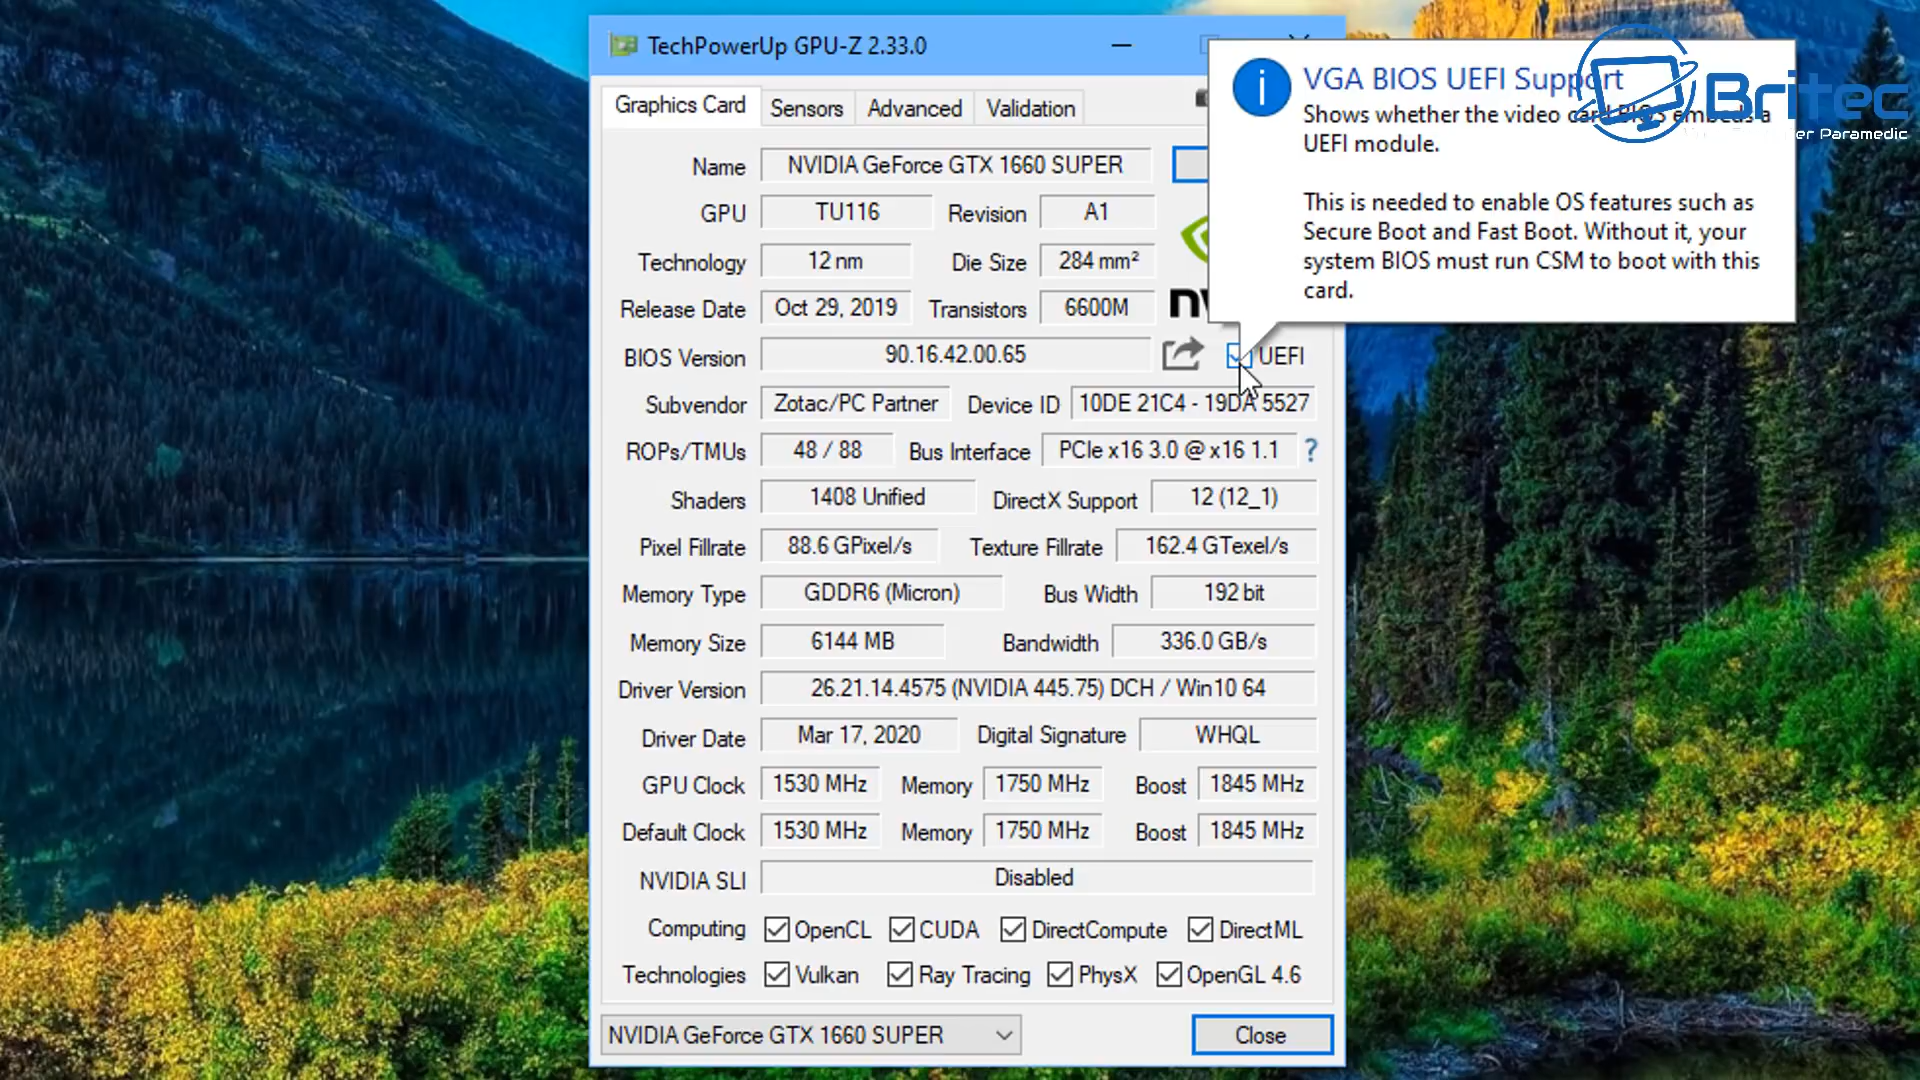 TechPowerUp GPU-Z 2.33.0
Graphics Card Sensors Advanced Validation
VGA BIOS UEFI Support
Shows whether the video card BIOS embeds a
UEFI module.
This is needed to enable OS features such as
Secure Boot and Fast Boot. Without it, your
system BIOS must run CSM to boot with this
card.
Britec
Paramedic
Name NVIDIA GeForce GTX 1660 SUPER
GPU TU116 Revision A1
Technology 12 nm Die Size 284 mm²
Release Date Oct 29, 2019 Transistors 6600M
BIOS Version 90.16.42.00.65 UEFI
Subvendor Zotac/PC Partner Device ID 10DE 21C4 - 19DA 5527
ROPs/TMUs 48 / 88 Bus Interface PCIe x16 3.0 @ x16 1.1 ?
Shaders 1408 Unified DirectX Support 12 (12_1)
Pixel Fillrate 88.6 GPixel/s Texture Fillrate 162.4 GTexel/s
Memory Type GDDR6 (Micron) Bus Width 192 bit
Memory Size 6144 MB Bandwidth 336.0 GB/s
Driver Version 26.21.14.4575 (NVIDIA 445.75) DCH / Win10 64
Driver Date Mar 17, 2020 Digital Signature WHQL
GPU Clock 1530 MHz Memory 1750 MHz Boost 1845 MHz
Default Clock 1530 MHz Memory 1750 MHz Boost 1845 MHz
NVIDIA SLI Disabled
Computing OpenCL CUDA DirectCompute DirectML
Technologies Vulkan Ray Tracing PhysX OpenGL 4.6
NVIDIA GeForce GTX 1660 SUPER Close